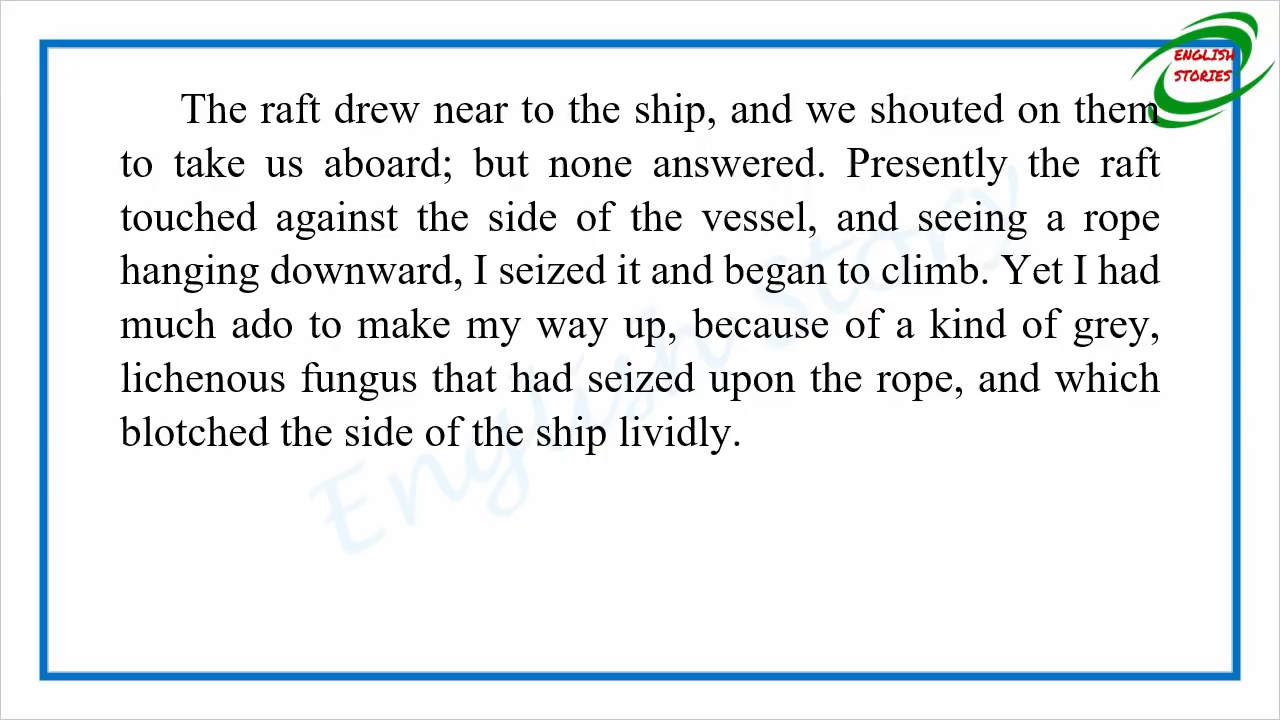 ENGLISH
STORIES
The raft drew near to the ship, and we shouted on them
to take us aboard; but none answered. Presently the raft
touched against the side of the vessel, and seeing a rope
hanging downward, I seized it and began to climb. Yet I had
much ado to make my way up, because of a kind of grey,
lichenous fungus that had seized upon the rope, and which
blotched the side of the ship lividly.
English Story